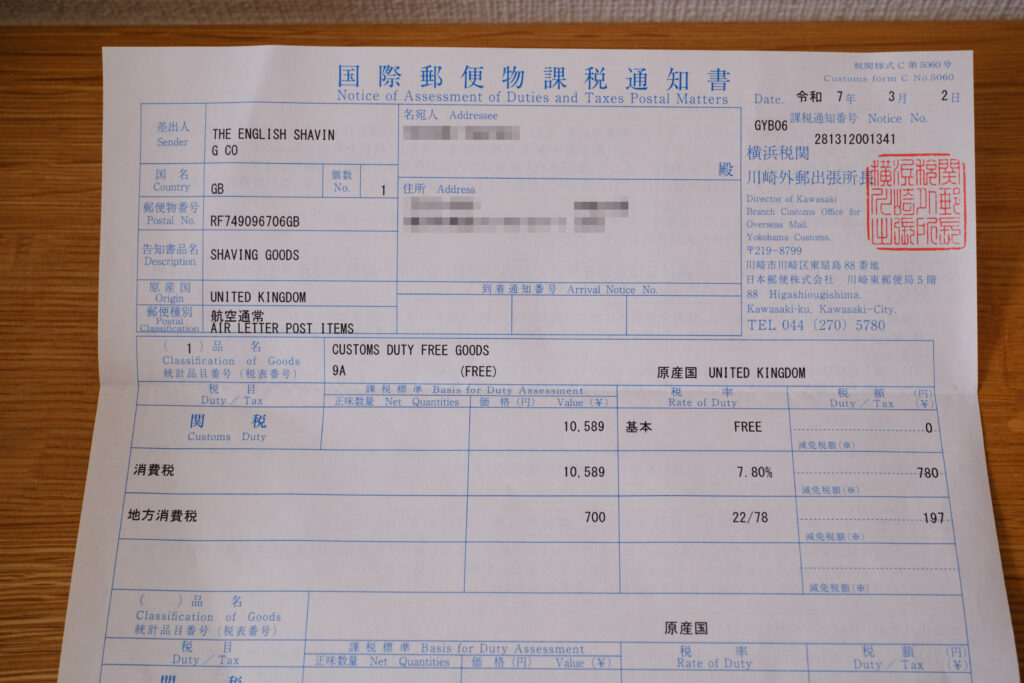 国際郵便物課税通知書
Notice of Assessment of Duties and Taxes Postal Matters
税関様式C第5060号
Customs form C No.5060
Date. 令和 7年 3月 2日
差出人
Sender
THE ENGLISH SHAVIN
G CO
国名
Country
GB
個数
No.
1
郵便物番号
Postal No.
RF749096706GB
告知書品名
Description
SHAVING GOODS
原産国
Origin
UNITED KINGDOM
郵便種別
Postal
Classification
航空通常
AIR LETTER POST ITEMS
名宛人 Addressee
殿
住所 Address
到着通知番号 Arrival Notice No.
課税通知番号 Notice No.
GYB06
281312001341
横浜税関
川崎外郵出張所長
横浜税関川崎外郵出張所長
Director of Kawasaki
Branch Customs Office for
Overseas Mail,
Yokohama Customs.
〒219-8799
川崎市川崎区東扇島88番地
日本郵便株式会社 川崎東郵便局5階
88 Higashiougishima,
Kawasaki-ku, Kawasaki-City.
TEL 044 (270) 5780
( 1 ) 品名
Classification of Goods
統計品目番号(税表番号)
CUSTOMS DUTY FREE GOODS
9A (FREE) 原産国 UNITED KINGDOM
税目
Duty/Tax
課税標準 Basis for Duty Assessment
正味数量 Net Quantities 価格(円) Value(¥)
税率
Rate of Duty
税額 (円)
Duty/Tax (¥)
関税
Customs Duty
10,589 基本 FREE 0
減免税額(※)
消費税 10,589 7.80% 780
減免税額(※)
地方消費税 700 22/78 197
減免税額(※)
減免税額(※)
( ) 品名
Classification of Goods
統計品目番号(税表番号)
原産国
税目
Duty/Tax
課税標準 Basis for Duty Assessment
正味数量 Net Quantities 価格(円) Value(¥)
税率
Rate of Duty
税額 (円)
Duty/Tax (¥)
関税